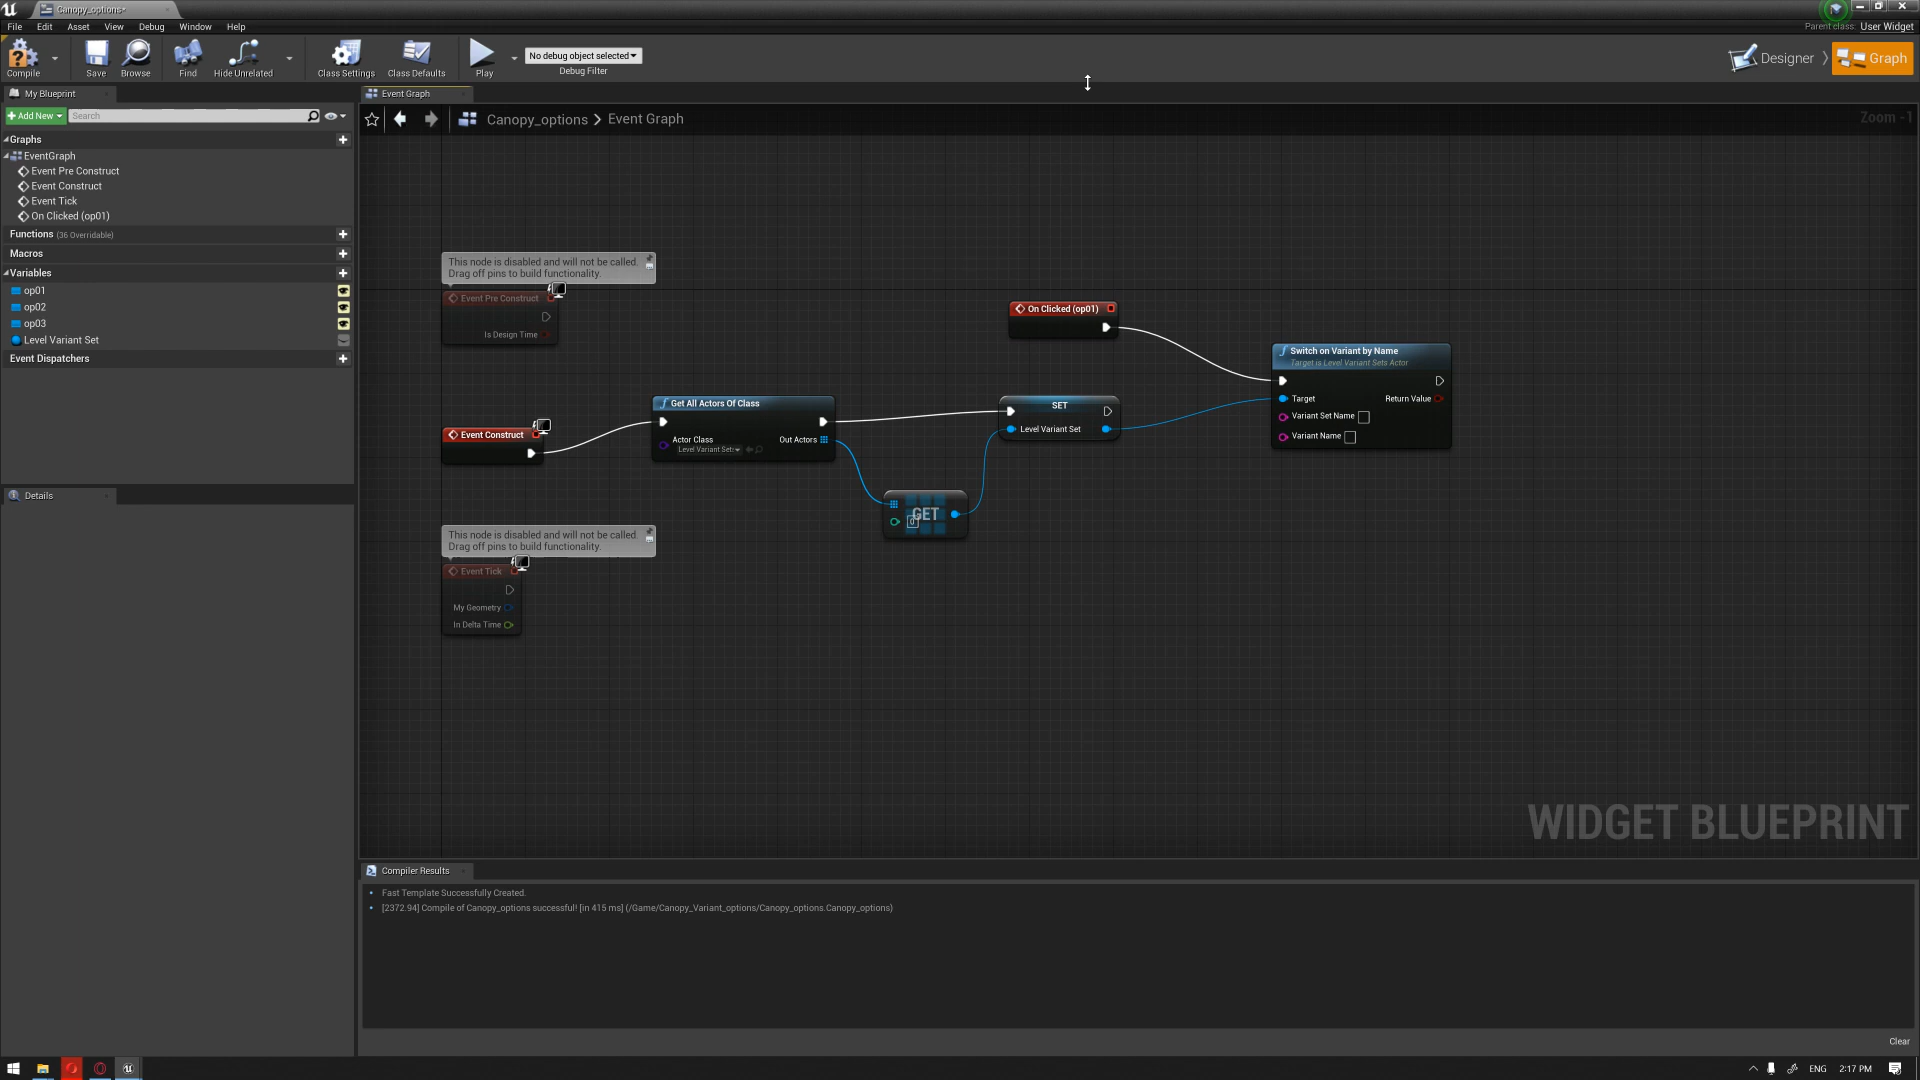 Canopy_options*
File Edit Asset View Debug Window Help
Parent class: User Widget
Compile
Save
Browse
Find
Hide Unrelated
Class Settings
Class Defaults
Play
No debug object selected
Debug Filter
Designer
Graph
My Blueprint
Event Graph
Add New
Search
Canopy_options > Event Graph
Zoom -1
Graphs
EventGraph
Event Pre Construct
Event Construct
Event Tick
On Clicked (op01)
Functions (36 Overridable)
Macros
Variables
op01
op02
op03
Level Variant Set
Event Dispatchers
Details
This node is disabled and will not be called.
Drag off pins to build functionality.
Event Pre Construct
Is Design Time
On Clicked (op01)
Switch on Variant by Name
Target is Level Variant Sets Actor
Target
Return Value
Variant Set Name
Variant Name
Get All Actors Of Class
Actor Class
Level Variant Set
Out Actors
SET
Level Variant Set
Event Construct
GET
0
This node is disabled and will not be called.
Drag off pins to build functionality.
Event Tick
My Geometry
In Delta Time
WIDGET BLUEPRINT
Compiler Results
Fast Template Successfully Created.
[2372.94] Compile of Canopy_options successful! [in 415 ms] (/Game/Canopy_Variant_options/Canopy_options.Canopy_options)
Clear
ENG
2:17 PM